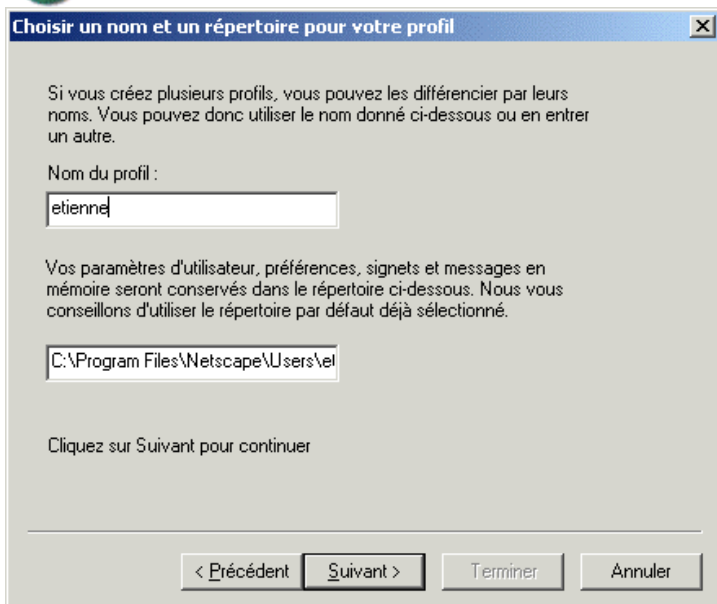 Choisir un nom et un répertoire pour votre profil
Si vous créez plusieurs profils, vous pouvez les différencier par leurs
noms. Vous pouvez donc utiliser le nom donné ci-dessous ou en entrer
un autre.
Nom du profil :
etienne
Vos paramètres d'utilisateur, préférences, signets et messages en
mémoire seront conservés dans le répertoire ci-dessous. Nous vous
conseillons d'utiliser le répertoire par défaut déjà sélectionné.
C:\Program Files\Netscape\Users\et
Cliquez sur Suivant pour continuer
< Précédent Suivant > Terminer Annuler